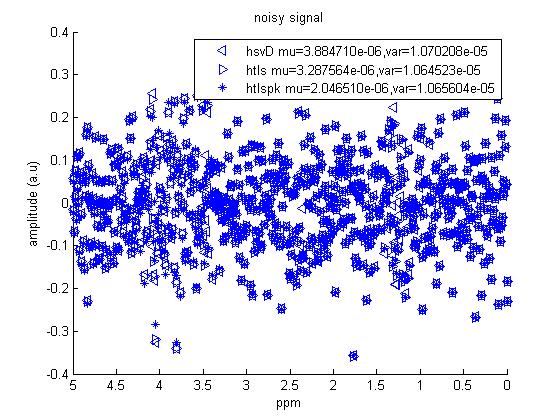 noisy signal
hsvD mu=3.884710e-06,var=1.070208e-05
htls mu=3.287564e-06,var=1.064523e-05
htlspk mu=2.046510e-06,var=1.065604e-05
0.4
0.3
0.2
0.1
0
-0.1
-0.2
-0.3
-0.4
amplitude (a.u)
5 4.5 4 3.5 3 2.5 2 1.5 1 0.5 0
ppm